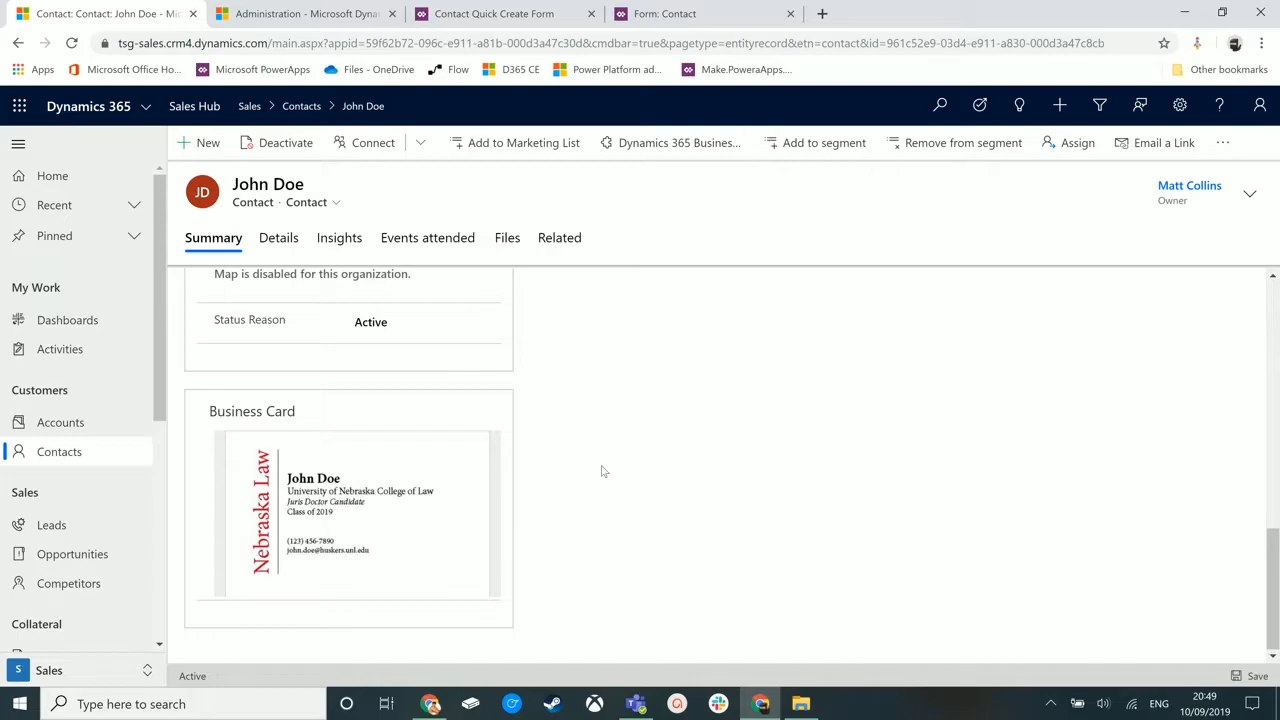 Contact: Contact: John Doe - Mi
Administration - Microsoft Dyna
Contact Quick Create Form
Form: Contact
tsg-sales.crm4.dynamics.com/main.aspx?appid=59f62b72-096c-e911-a81b-000d3a47c30d&cmdbar=true&pagetype=entityrecord&etn=contact&id=961c52e9-03d4-e911-a830-000d3a47c8cb
Apps
Microsoft Office Ho...
Microsoft PowerApps
Files - OneDrive
Flow
D365 CE
Power Platform ad...
Make.PoweraApps....
Other bookmarks
Dynamics 365
Sales Hub
Sales > Contacts > John Doe
New
Deactivate
Connect
Add to Marketing List
Dynamics 365 Busines...
Add to segment
Remove from segment
Assign
Email a Link
JD
John Doe
Contact · Contact
Matt Collins
Owner
Summary
Details
Insights
Events attended
Files
Related
Home
Recent
Pinned
My Work
Dashboards
Activities
Customers
Accounts
Contacts
Sales
Leads
Opportunities
Competitors
Collateral
S Sales
Map is disabled for this organization.
Status Reason Active
Business Card
Nebraska Law
John Doe
University of Nebraska College of Law
Juris Doctor Candidate
Class of 2019
(123) 456-7890
john.doe@huskers.unl.edu
Active
Save
Type here to search
ENG
20:49
10/09/2019